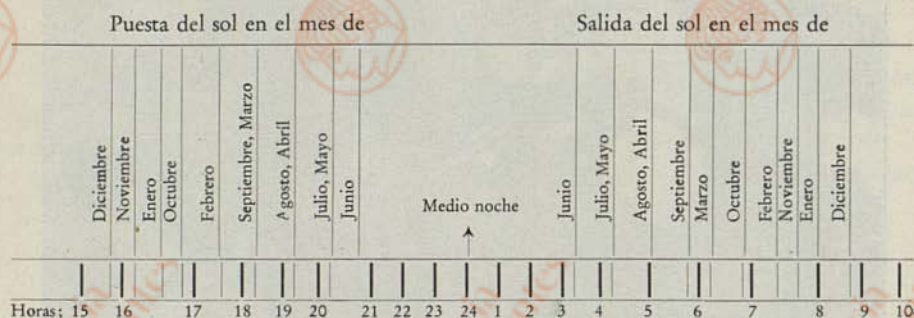 Puesta del sol en el mes de
Salida del sol en el mes de
Diciembre
Noviembre
Enero
Octubre
Febrero
Septiembre, Marzo
Agosto, Abril
Julio, Mayo
Junio
Medio noche
Junio
Julio, Mayo
Agosto, Abril
Septiembre
Marzo
Octubre
Febrero
Noviembre
Enero
Diciembre
Horas: 15 16 17 18 19 20 21 22 23 24 1 2 3 4 5 6 7 8 9 10